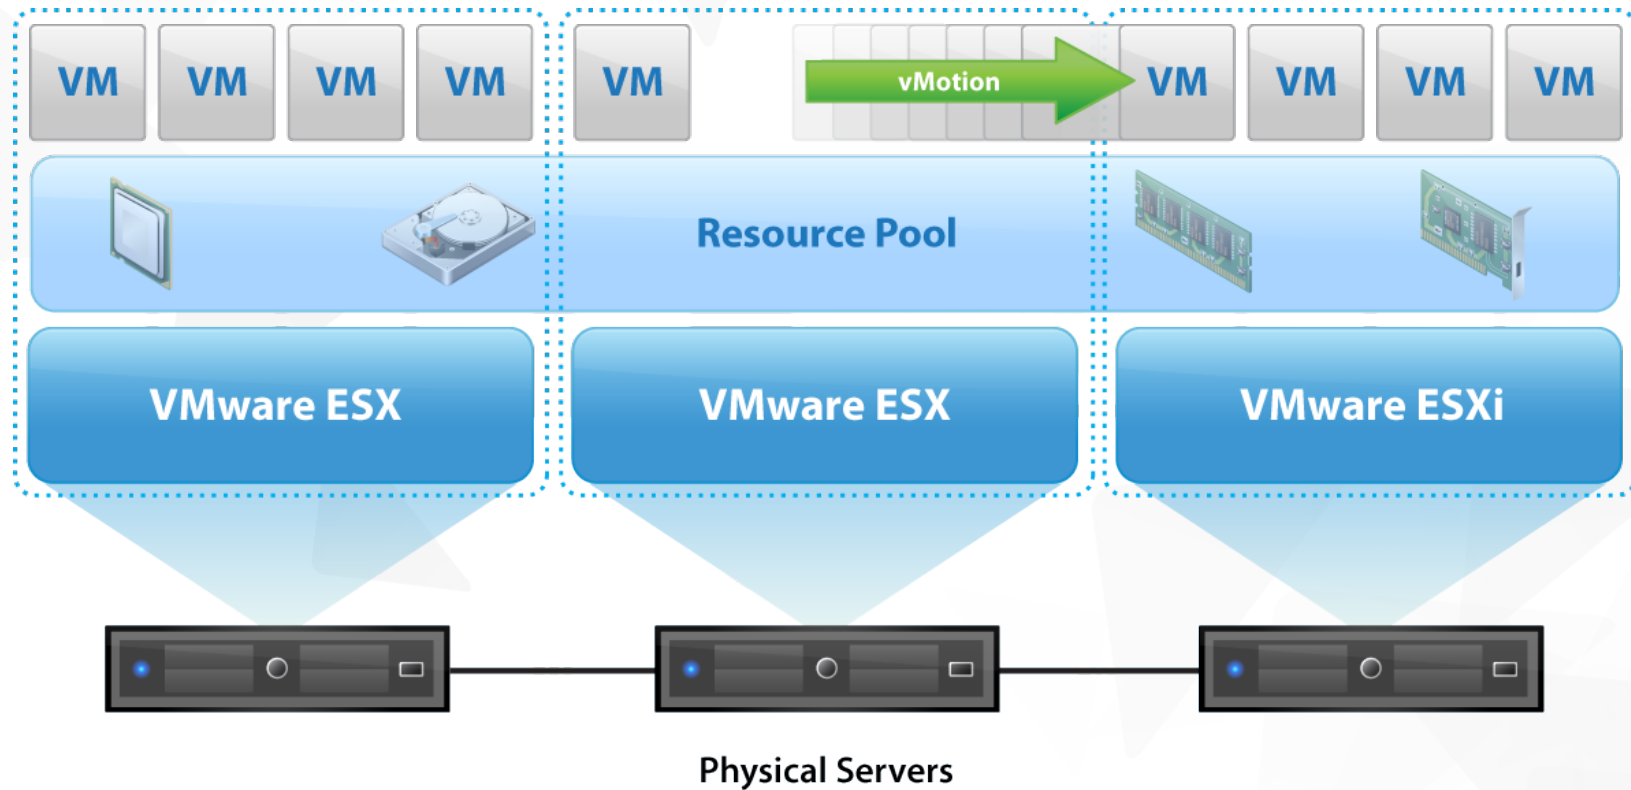 VM VM VM VM VM vMotion VM VM VM VM
Resource Pool
VMware ESX VMware ESX VMware ESXi
Physical Servers